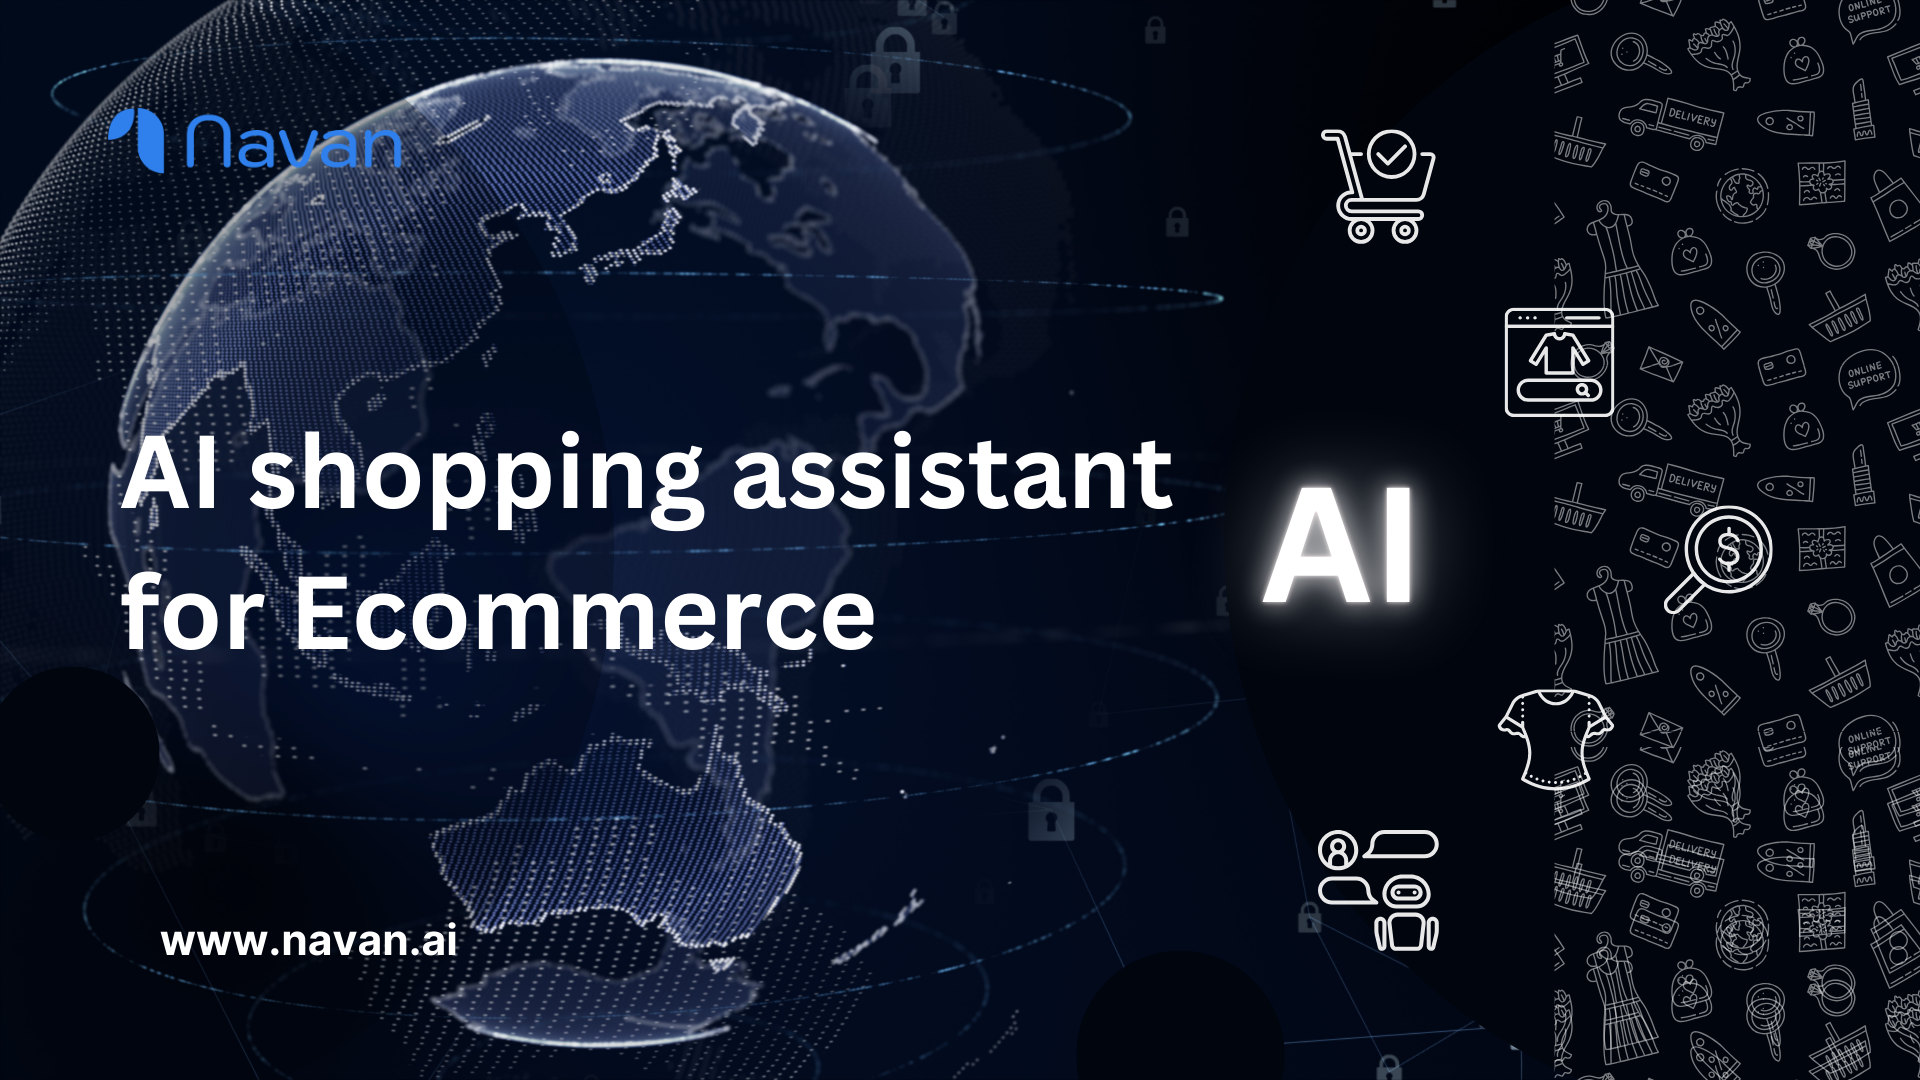 navan
AI shopping assistant
for Ecommerce
www.navan.ai
AI
$
ONLINE
SUPPORT
DELIVERY
ONLINE
SUPPORT
DELIVERY
ONLINE
SUPPORT
SUPPORT
DELIVERY
DELIVERY